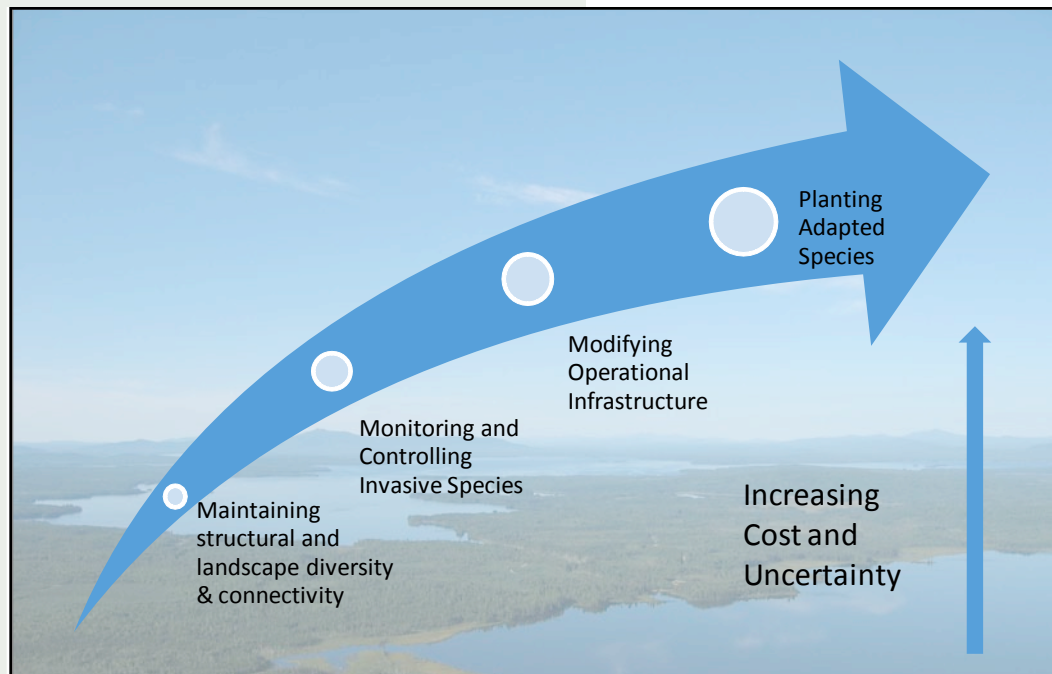 Planting
Adapted
Species
Modifying
Operational
Infrastructure
Monitoring and
Controlling
Invasive Species
Maintaining
structural and
landscape diversity
& connectivity
Increasing
Cost and
Uncertainty